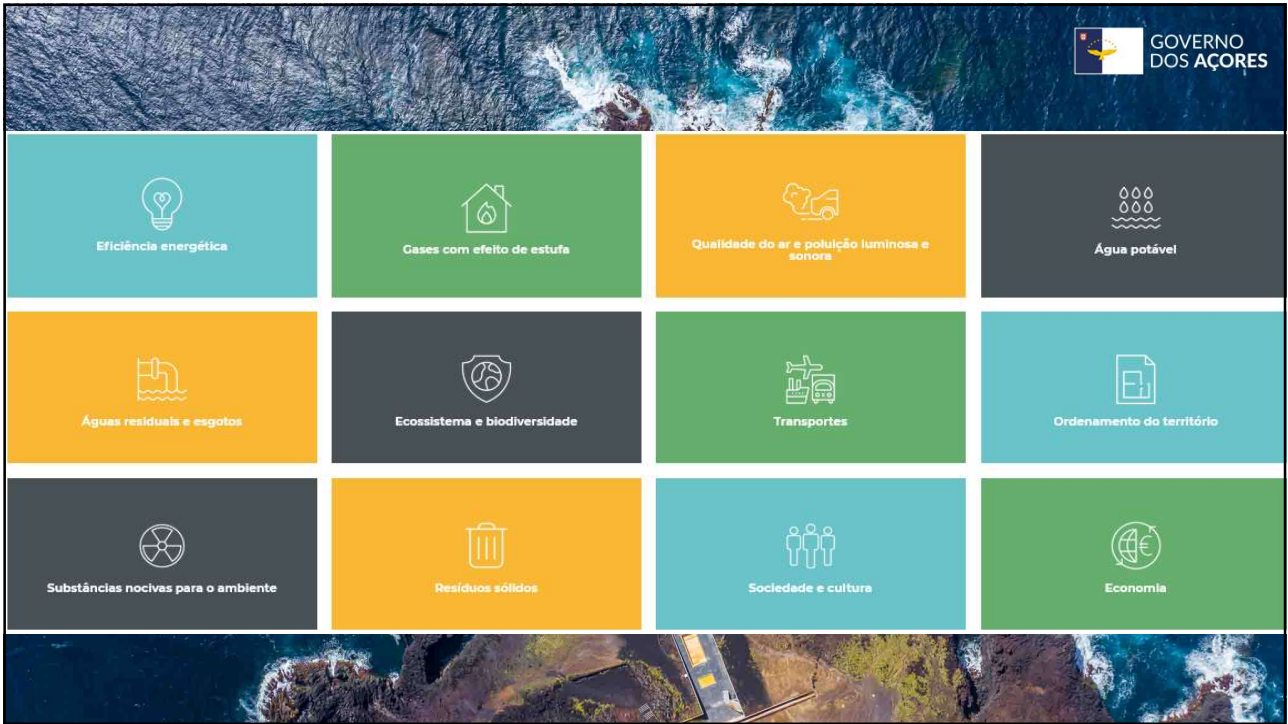 GOVERNO
DOS AÇORES
Eficiência energética
Gases com efeito de estufa
Qualidade do ar e poluição luminosa e
sonora
Água potável
Águas residuais e esgotos
Ecossistema e biodiversidade
Transportes
Ordenamento do território
Substâncias nocivas para o ambiente
Resíduos sólidos
Sociedade e cultura
Economia